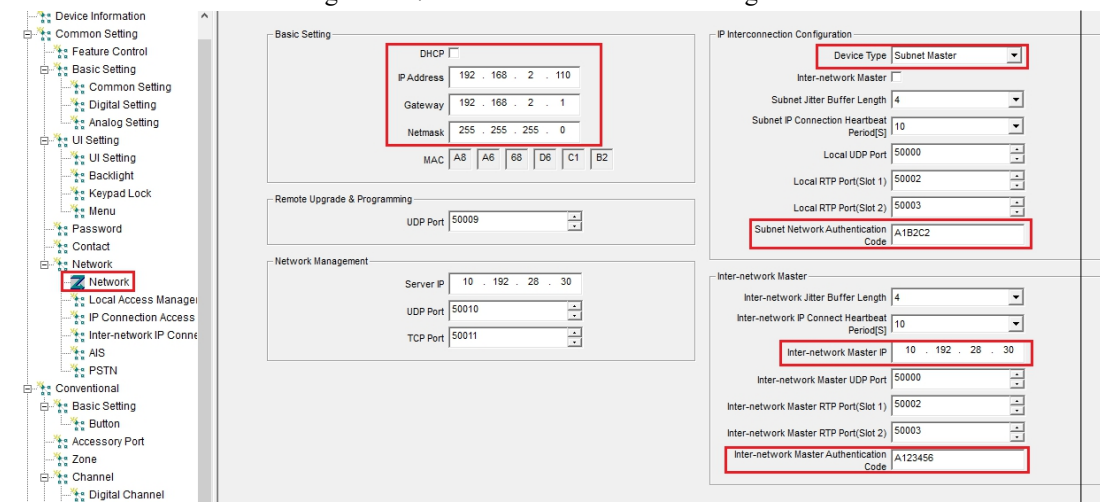 Device Information
Common Setting
Feature Control
Basic Setting
Common Setting
Digital Setting
Analog Setting
UI Setting
UI Setting
Backlight
Keypad Lock
Menu
Password
Contact
Network
Network
Local Access Manager
IP Connection Access
Inter-network IP Conne
AIS
PSTN
Conventional
Basic Setting
Button
Accessory Port
Zone
Channel
Digital Channel
Basic Setting
DHCP
IP Address 192 . 168 . 2 . 110
Gateway 192 . 168 . 2 . 1
Netmask 255 . 255 . 255 . 0
MAC A8 A6 68 D6 C1 B2
Remote Upgrade & Programming
UDP Port 50009
Network Management
Server IP 10 . 192 . 28 . 30
UDP Port 50010
TCP Port 50011
IP Interconnection Configuration
Device Type Subnet Master
Inter-network Master
Subnet Jitter Buffer Length 4
Subnet IP Connection Heartbeat
Period[S] 10
Local UDP Port 50000
Local RTP Port(Slot 1) 50002
Local RTP Port(Slot 2) 50003
Subnet Network Authentication
Code A1B2C2
Inter-network Master
Inter-network Jitter Buffer Length 4
Inter-network IP Connect Heartbeat
Period[S] 10
Inter-network Master IP 10 . 192 . 28 . 30
Inter-network Master UDP Port 50000
Inter-network Master RTP Port(Slot 1) 50002
Inter-network Master RTP Port(Slot 2) 50003
Inter-network Master Authentication
Code A123456